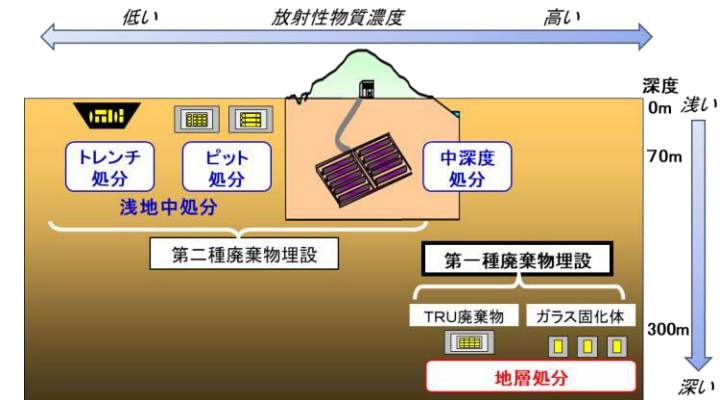 低い
放射性物質濃度
高い
深度
0m
浅い
70m
トレンチ
処分
ピット
処分
中深度
処分
浅地中処分
第二種廃棄物埋設
第一種廃棄物埋設
TRU廃棄物
ガラス固化体
300m
地層処分
深い